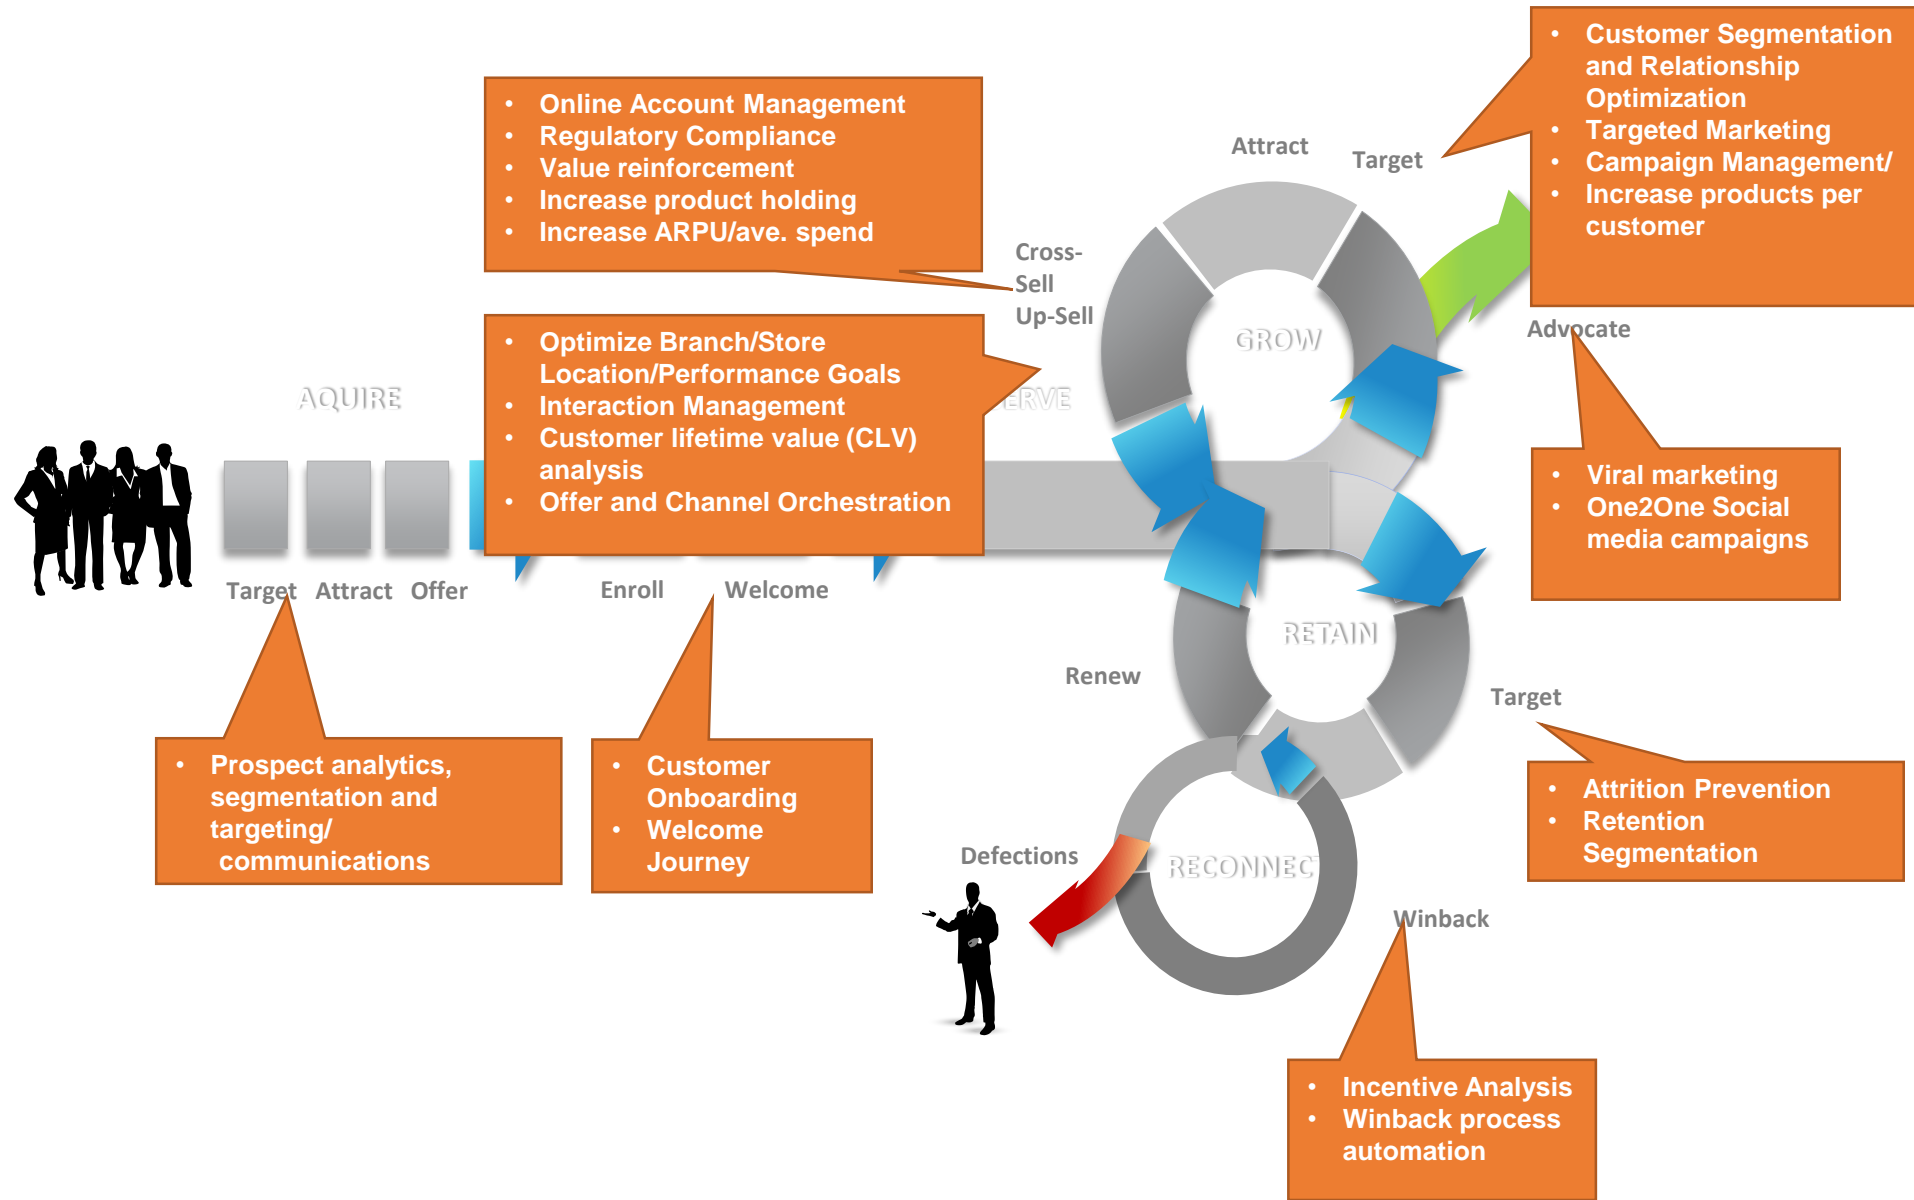 • Customer Segmentation
and Relationship
Optimization
• Targeted Marketing
• Campaign Management/
• Increase products per
customer
• Online Account Management
• Regulatory Compliance
• Value reinforcement
• Increase product holding
• Increase ARPU/ave. spend
Attract
Target
Cross-
Sell
Up-Sell
GROW
Advocate
• Optimize Branch/Store
Location/Performance Goals
• Interaction Management
• Customer lifetime value (CLV)
analysis
• Offer and Channel Orchestration
AQUIRE
ERVE
• Viral marketing
• One2One Social
media campaigns
Target
Attract
Offer
Enroll
Welcome
RETAIN
Renew
Target
• Prospect analytics,
segmentation and
targeting/
communications
• Customer
Onboarding
• Welcome
Journey
• Attrition Prevention
• Retention
Segmentation
Defections
RECONNECT
Winback
• Incentive Analysis
• Winback process
automation